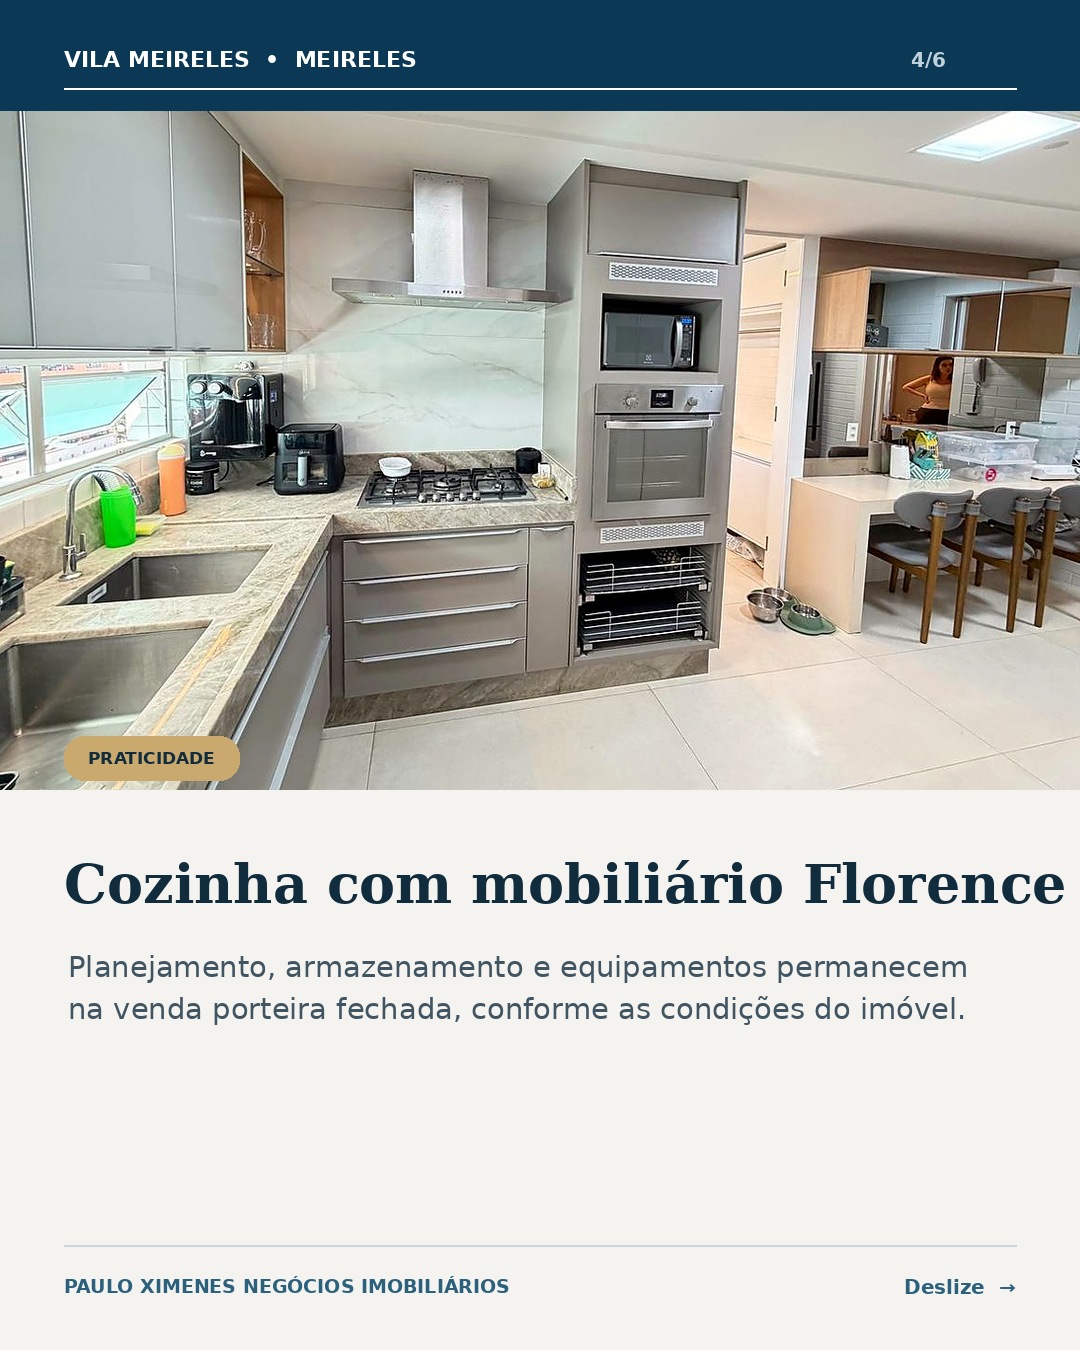 VILA MEIRELES • MEIRELES
4/6
PRATICIDADE
Cozinha com mobiliário Florence
Planejamento, armazenamento e equipamentos permanecem
na venda porteira fechada, conforme as condições do imóvel.
PAULO XIMENES NEGÓCIOS IMOBILIÁRIOS
Deslize →